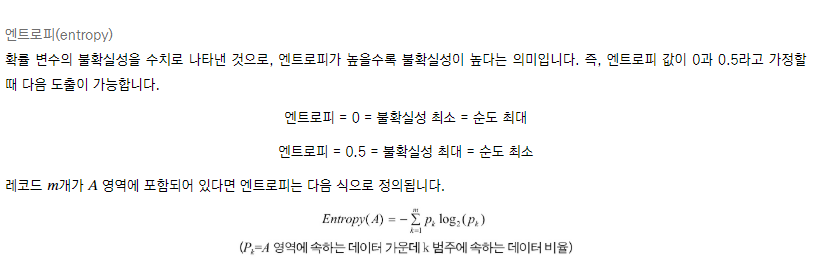 엔트로피(entropy)
확률 변수의 불확실성을 수치로 나타낸 것으로, 엔트로피가 높을수록 불확실성이 높다는 의미입니다. 즉, 엔트로피 값이 0과 0.5라고 가정할
때 다음 도출이 가능합니다.
엔트로피 = 0 = 불확실성 최소 = 순도 최대
엔트로피 = 0.5 = 불확실성 최대 = 순도 최소
레코드 m개가 A 영역에 포함되어 있다면 엔트로피는 다음 식으로 정의됩니다.
Entropy(A) = −∑_{k=1}^{m} p_k log₂(p_k)
(P_k=A 영역에 속하는 데이터 가운데 k 범주에 속하는 데이터 비율)